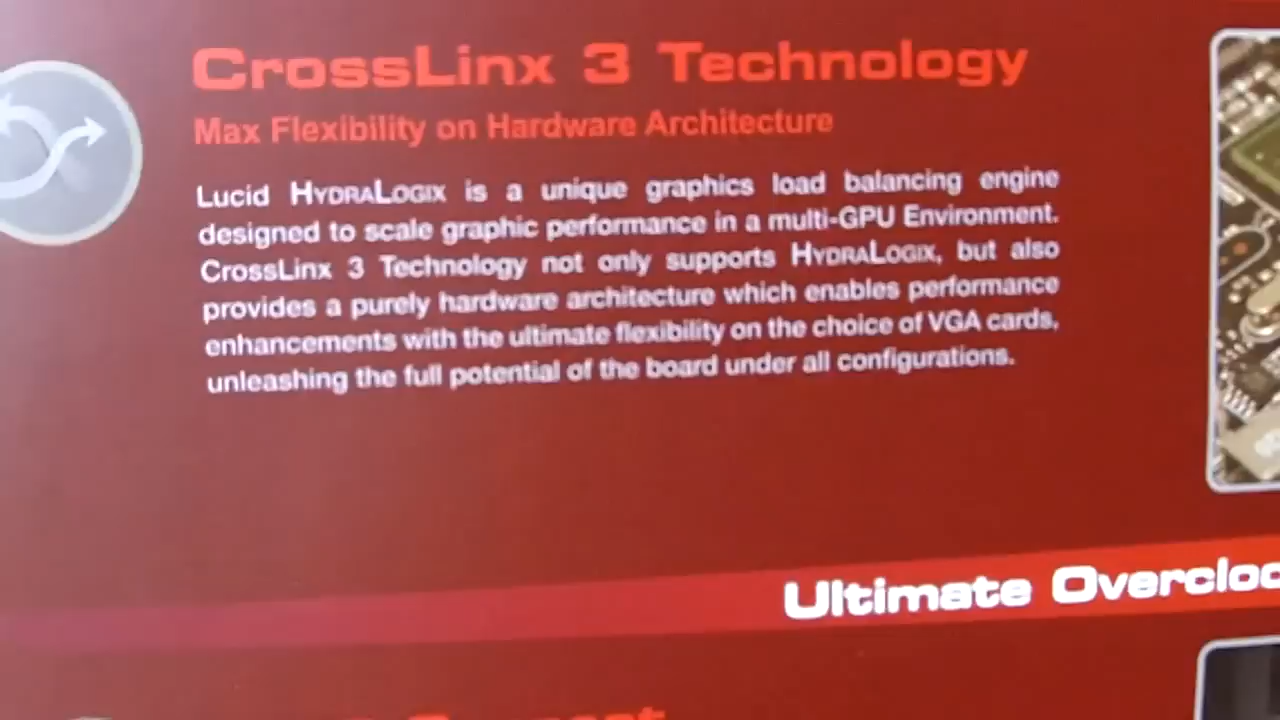 CrossLinx 3 Technology
Max Flexibility on Hardware Architecture
Lucid HYDRALOGIX is a unique graphics load balancing engine
designed to scale graphic performance in a multi-GPU Environment.
CrossLinx 3 Technology not only supports HYDRALOGIX, but also
provides a purely hardware architecture which enables performance
enhancements with the ultimate flexibility on the choice of VGA cards,
unleashing the full potential of the board under all configurations.
Ultimate Overcloc